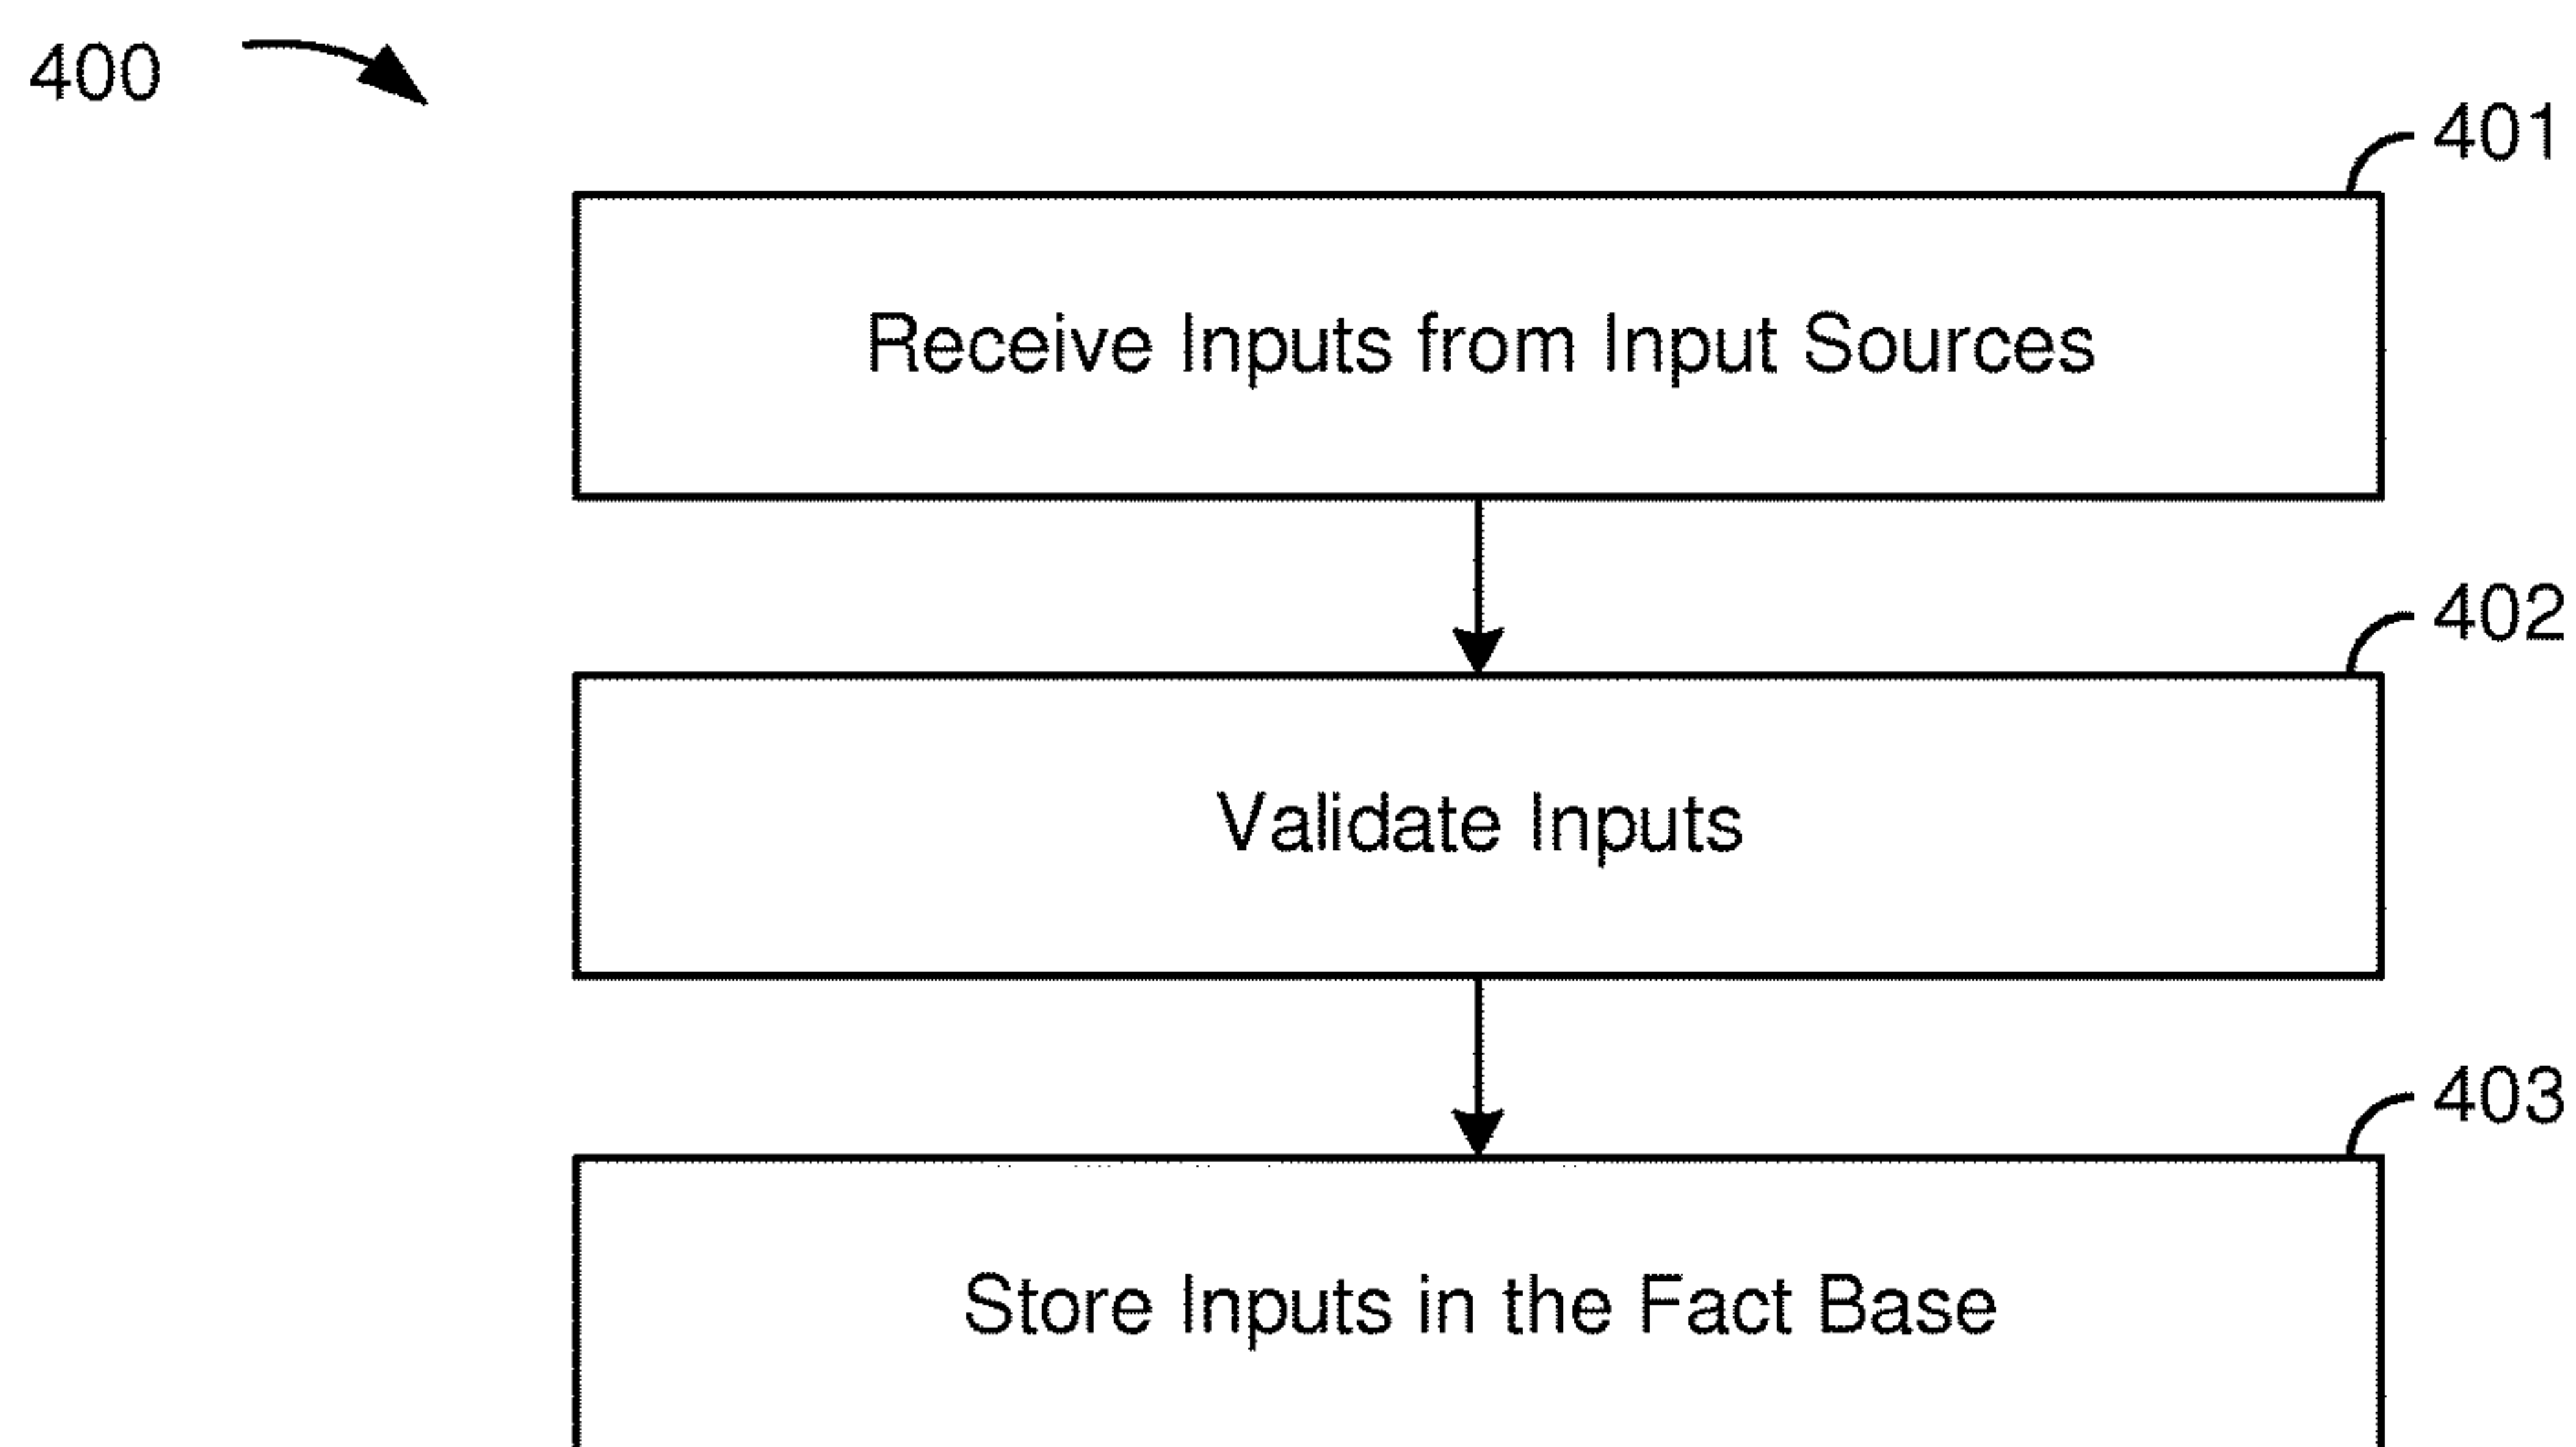 400
401
Receive Inputs from Input Sources
402
Validate Inputs
403
Store Inputs in the Fact Base